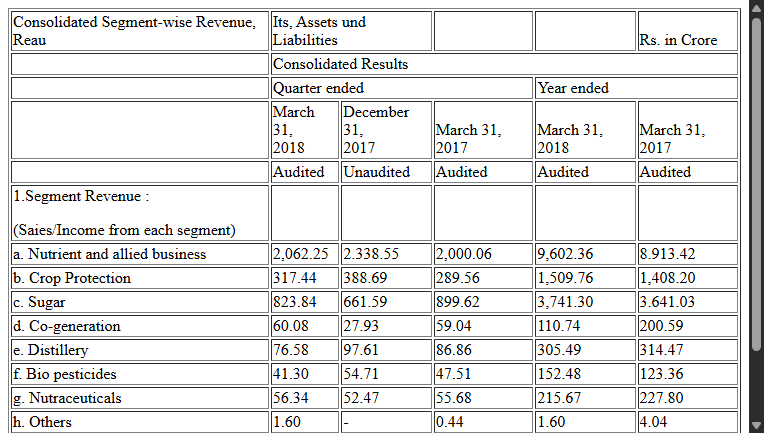 Consolidated Segment-wise Revenue, Its, Assets und
Reau Liabilities Rs. in Crore
Consolidated Results
Quarter ended Year ended
March December
31, 31, March 31, March 31, March 31,
2018 2017 2017 2018 2017
Audited Unaudited Audited Audited Audited
1.Segment Revenue :
(Saies/Income from each segment)
a. Nutrient and allied business 2,062.25 2.338.55 2,000.06 9,602.36 8.913.42
b. Crop Protection 317.44 388.69 289.56 1,509.76 1,408.20
c. Sugar 823.84 661.59 899.62 3,741.30 3.641.03
d. Co-generation 60.08 27.93 59.04 110.74 200.59
e. Distillery 76.58 97.61 86.86 305.49 314.47
f. Bio pesticides 41.30 54.71 47.51 152.48 123.36
g. Nutraceuticals 56.34 52.47 55.68 215.67 227.80
h. Others 1.60 - 0.44 1.60 4.04